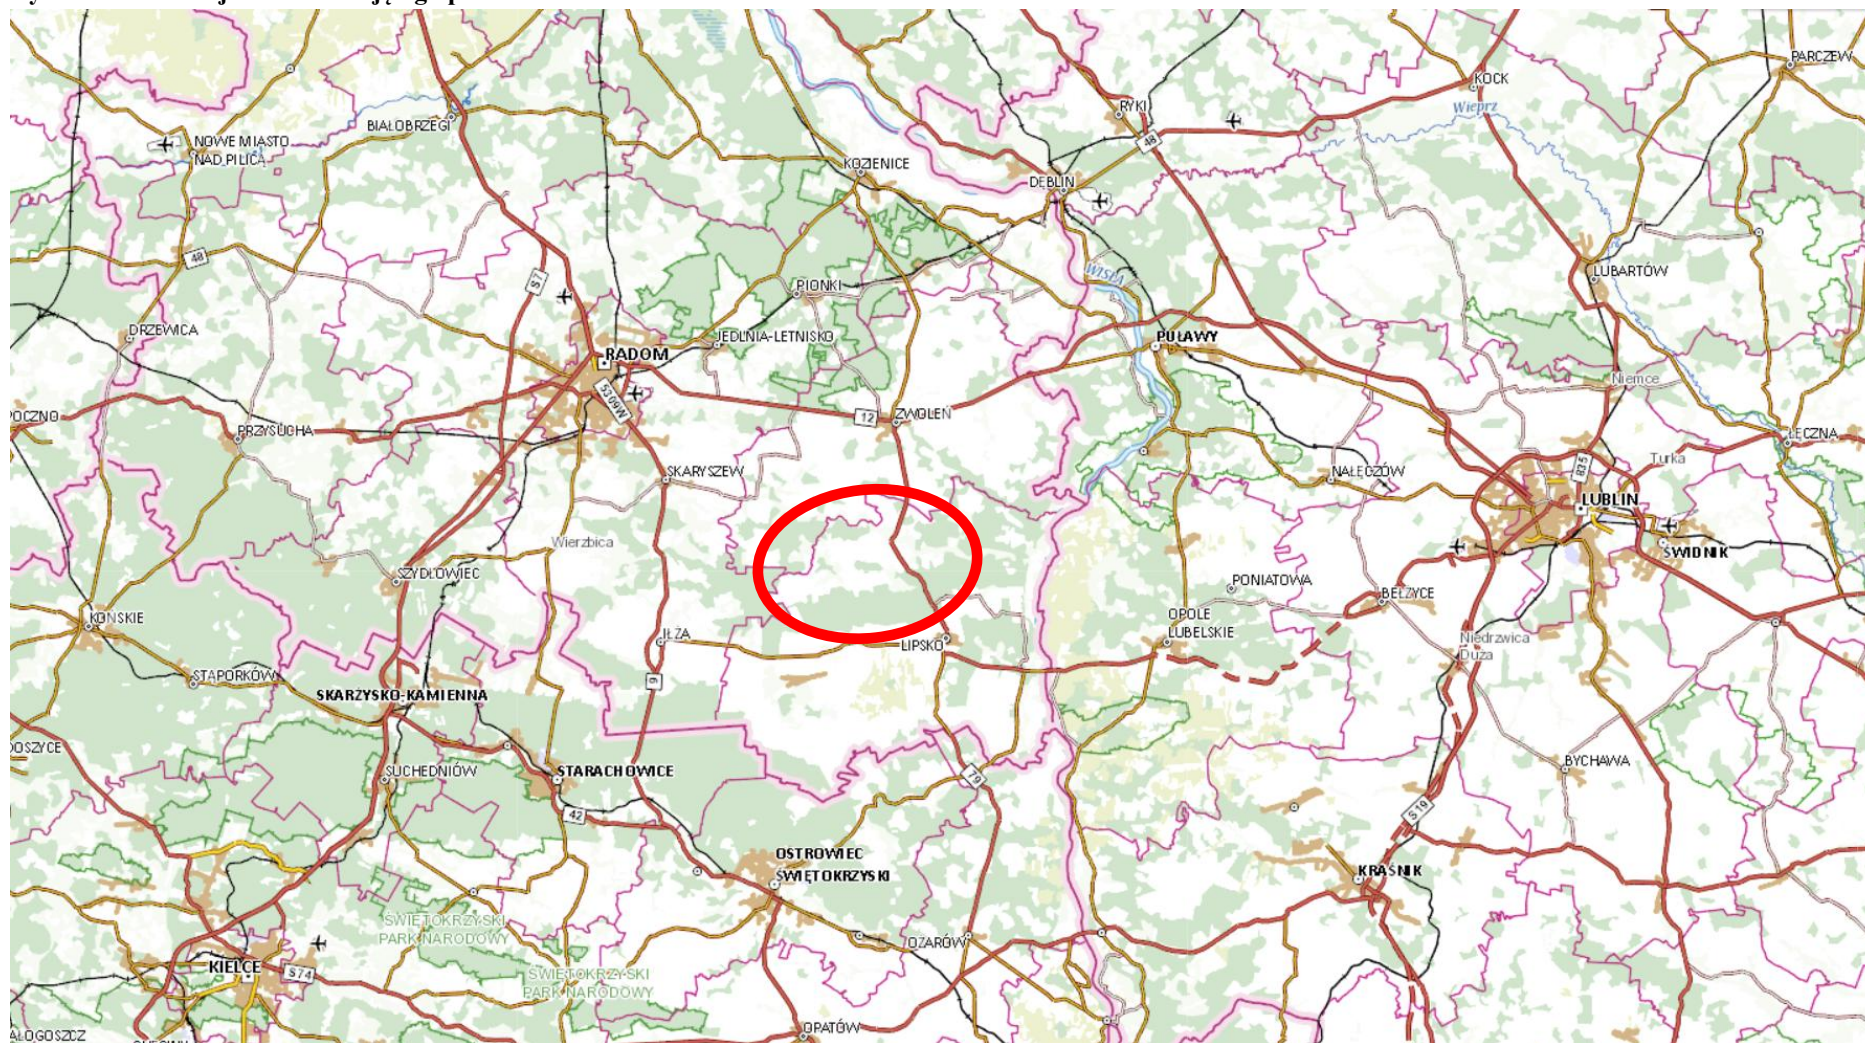 PARCZEW
KOCK
Wieprz
RYKI
48
BIAŁOBRZEGI
NOWE MIASTO
NAD PILICĄ
KOZIENICE
DĘBLIN
48
S7
WISŁA
LUBARTÓW
PIONKI
DRZEWICA
JEDLNIA-LETNISKO
PUŁAWY
RADOM
5309W
Niemce
12
ZWOLEŃ
PRZYSUCHA
ŁĘCZNA
Turka
SKARYSZEW
NAŁĘCZÓW
835
LUBLIN
Wierzbica
ŚWIDNIK
SZYDŁOWIEC
PONIATOWA
BEŁŻYCE
KOŃSKIE
OPOLE
LUBELSKIE
IŁŻA
LIPSKO
Niedrzwica
Duża
STĄPORKÓW
9
SKARŻYSKO-KAMIENNA
SUCHEDNIÓW
STARACHOWICE
79
BYCHAWA
42
S19
OSTROWIEC
ŚWIĘTOKRZYSKI
KRAŚNIK
ŚWIĘTOKRZYSKI
PARK NARODOWY
OŻARÓW
KIELCE
S74
ŚWIĘTOKRZYSKI
PARK NARODOWY
OPATÓW